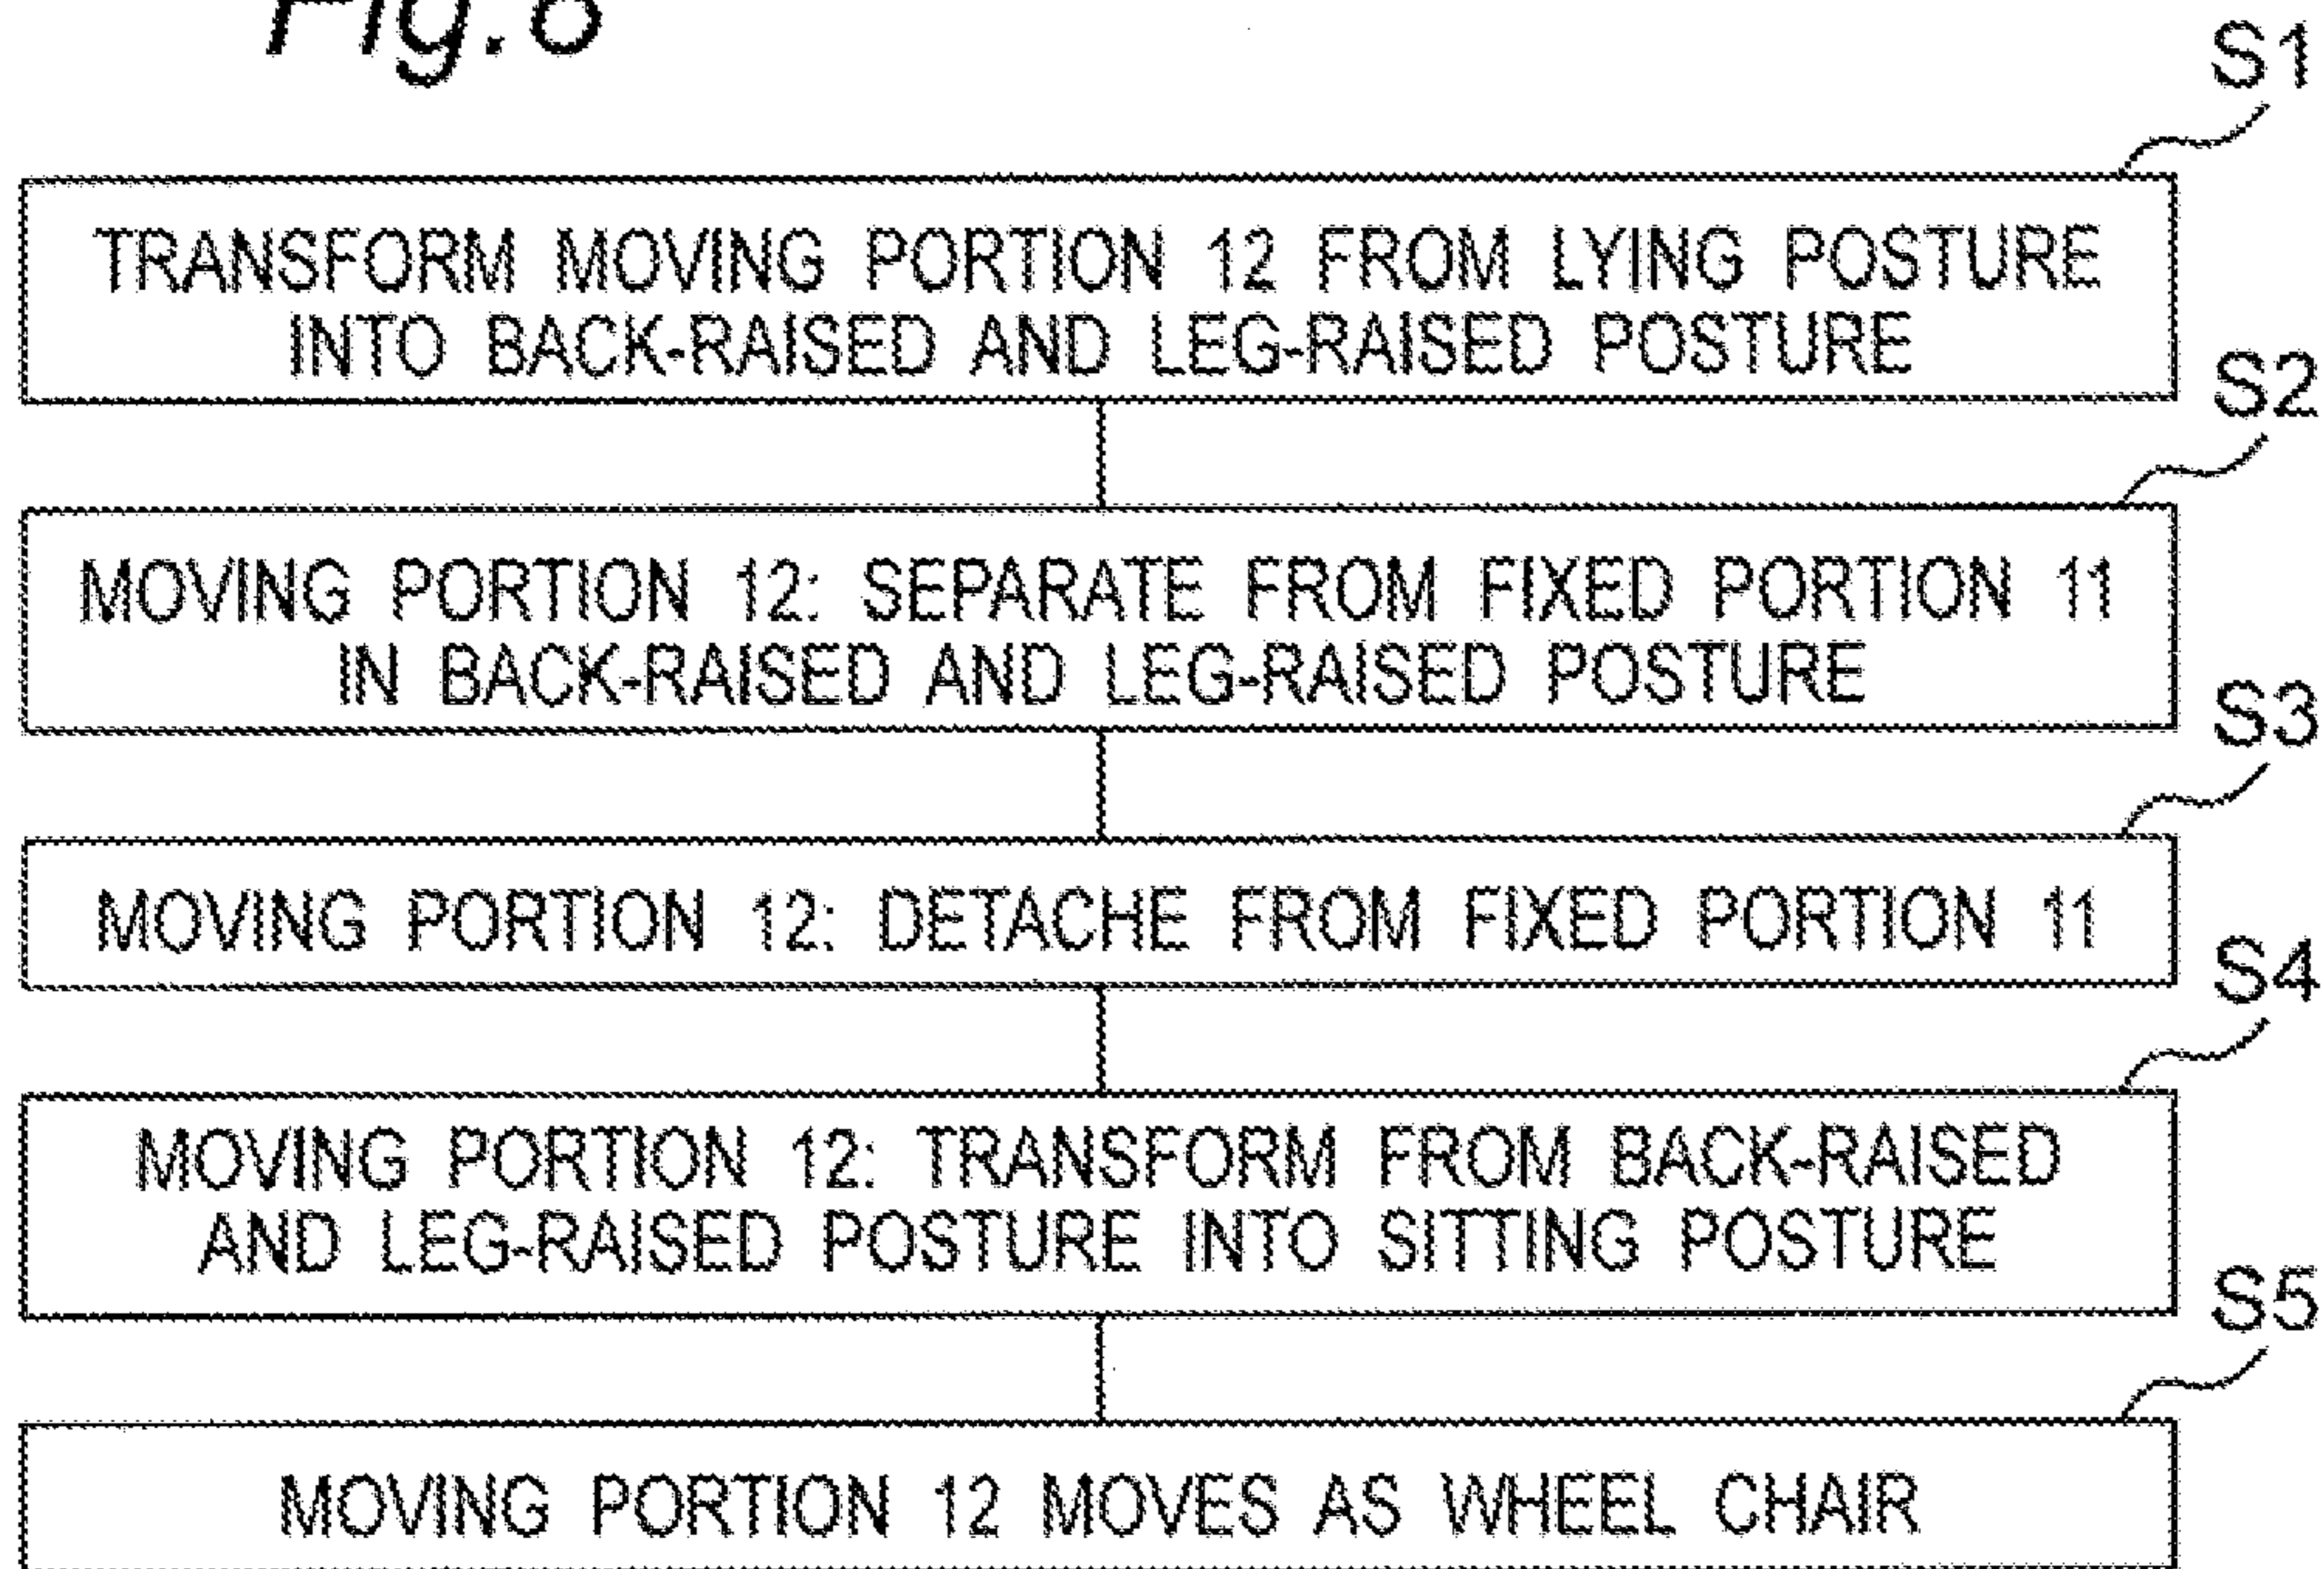 Fig.
S1
TRANSFORM MOVING PORTION 12 FROM LYING POSTURE
INTO BACK-RAISED AND LEG-RAISED POSTURE
S2
MOVING PORTION 12: SEPARATE FROM FIXED PORTION 11
IN BACK-RAISED AND LEG-RAISED POSTURE
S3
MOVING PORTION 12: DETACHE FROM FIXED PORTION 11
S4
MOVING PORTION 12: TRANSFORM FROM BACK-RAISED
AND LEG-RAISED POSTURE INTO SITTING POSTURE
S5
MOVING PORTION 12 MOVES AS WHEEL CHAIR